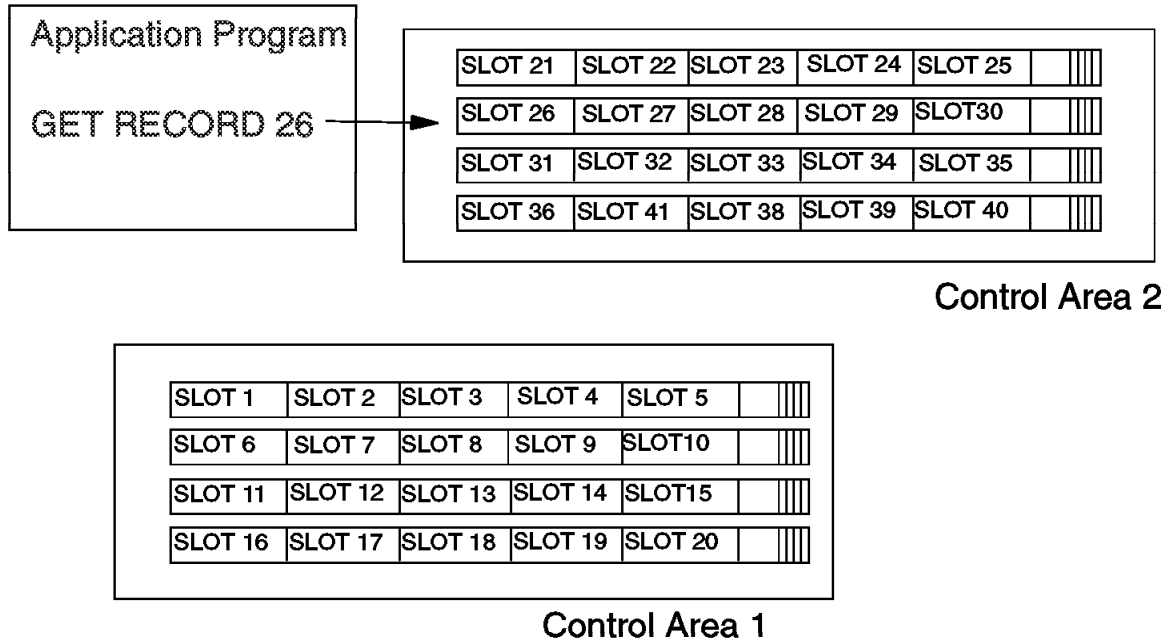 Application Program
GET RECORD 26
SLOT 21 SLOT 22 SLOT 23 SLOT 24 SLOT 25
SLOT 26 SLOT 27 SLOT 28 SLOT 29 SLOT30
SLOT 31 SLOT 32 SLOT 33 SLOT 34 SLOT 35
SLOT 36 SLOT 41 SLOT 38 SLOT 39 SLOT 40
Control Area 2
SLOT 1 SLOT 2 SLOT 3 SLOT 4 SLOT 5
SLOT 6 SLOT 7 SLOT 8 SLOT 9 SLOT10
SLOT 11 SLOT 12 SLOT 13 SLOT 14 SLOT15
SLOT 16 SLOT 17 SLOT 18 SLOT 19 SLOT 20
Control Area 1